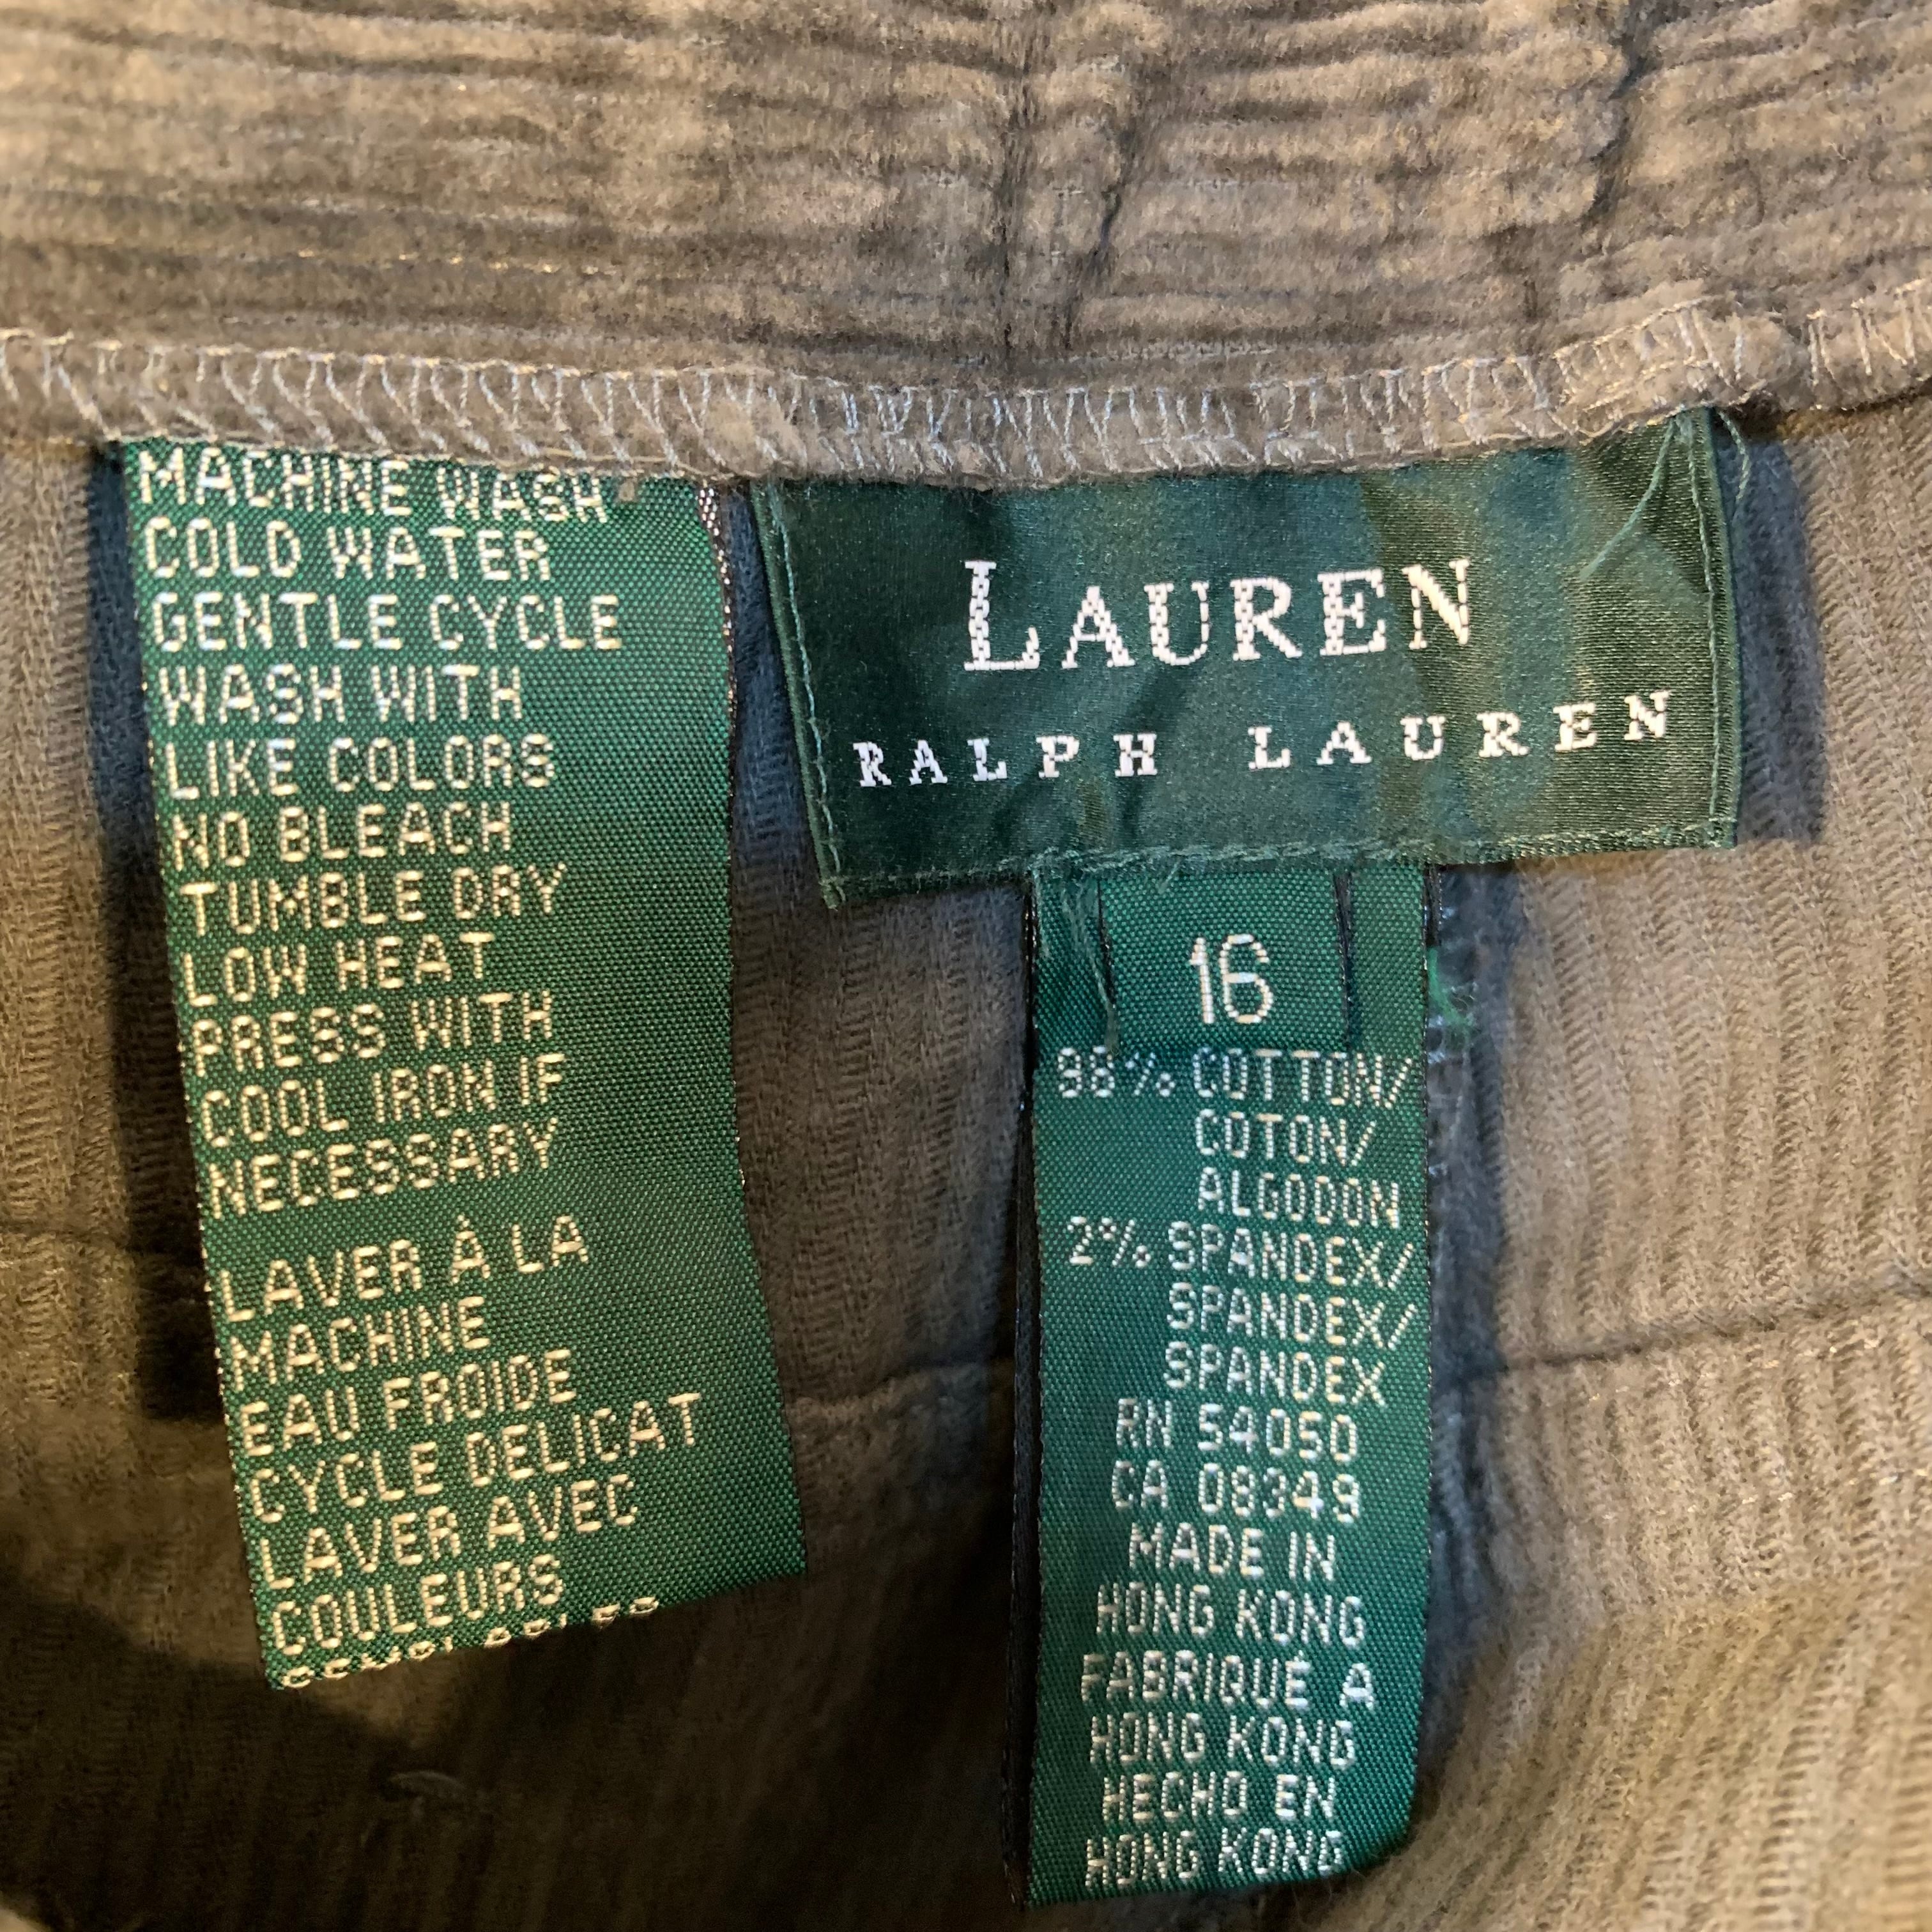 MACHINE WASH
COLD WATER
GENTLE CYCLE
WASH WITH
LIKE COLORS
NO BLEACH
TUMBLE DRY
LOW HEAT
PRESS WITH
COOL IRON IF
NECESSARY
LAVER À LA
MACHINE
EAU FROIDE
CYCLE DELICAT
LAVER AVEC
COULEURS
LAUREN
RALPH LAUREN
16
98% COTTON/
COTON/
ALGODON
2% SPANDEX/
SPANDEX/
SPANDEX
RN 54050
CA 08349
MADE IN
HONG KONG
FABRIQUÉ A
HONG KONG
HECHO EN
HONG KONG